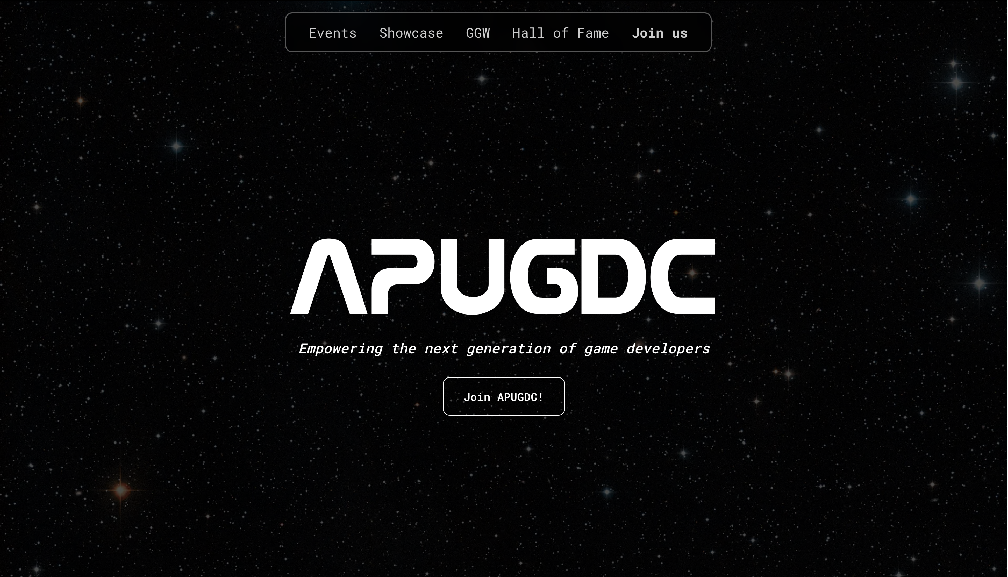 Events Showcase GGW Hall of Fame Join us
APUGDC
Empowering the next generation of game developers
Join APUGDC!